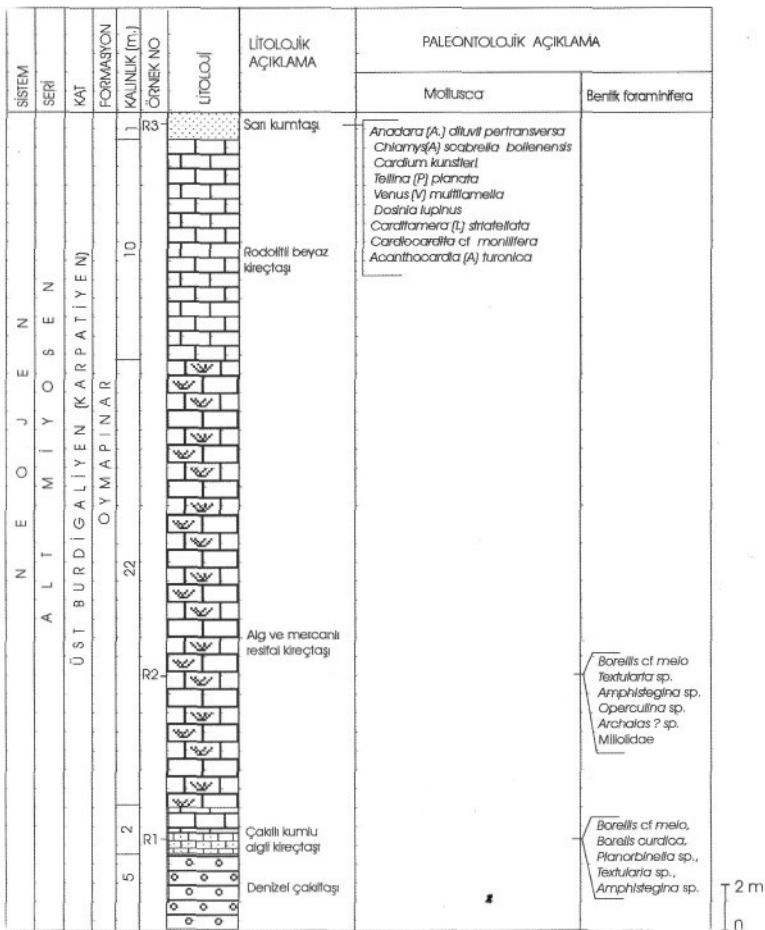 SİSTEM
SERİ
KAT
FORMASYON
KALINLIK (m.)
ÖRNEK NO
LİTOLOJİ
LİTOLOJİK
AÇIKLAMA
PALEONTOLOJİK AÇIKLAMA
Mollusca
Bentik foraminifera
NEOJEN
ALT MİYOSEN
ÜST BURDİGALİYEN (KARPATİYEN)
OYMAPINAR
1
R3
Sarı kumtaşı
Anadara (A.) diluvii pertransversa
Chlamys(A) scabrella bollenensis
Cardium kunstleri
Tellina (P) planata
Venus (V) multilamella
Dosinia lupinus
Carditamera (L) striatellata
Cardiocardita cf monilifera
Acanthocardia (A) turonica
10
Rodolitli beyaz
kireçtaşı
22
Alg ve mercanlı
resifal kireçtaşı
R2
Borelis cf melo
Textularia sp.
Amphistegina sp.
Operculina sp.
Archaias ? sp.
Miliolidae
2
R1
Çakıllı kumlu
algli kireçtaşı
Borelis cf melo,
Borelis curdica,
Planorbinella sp.,
Textularia sp.,
Amphistegina sp.
5
Denizel çakıltaşı
2 m
0